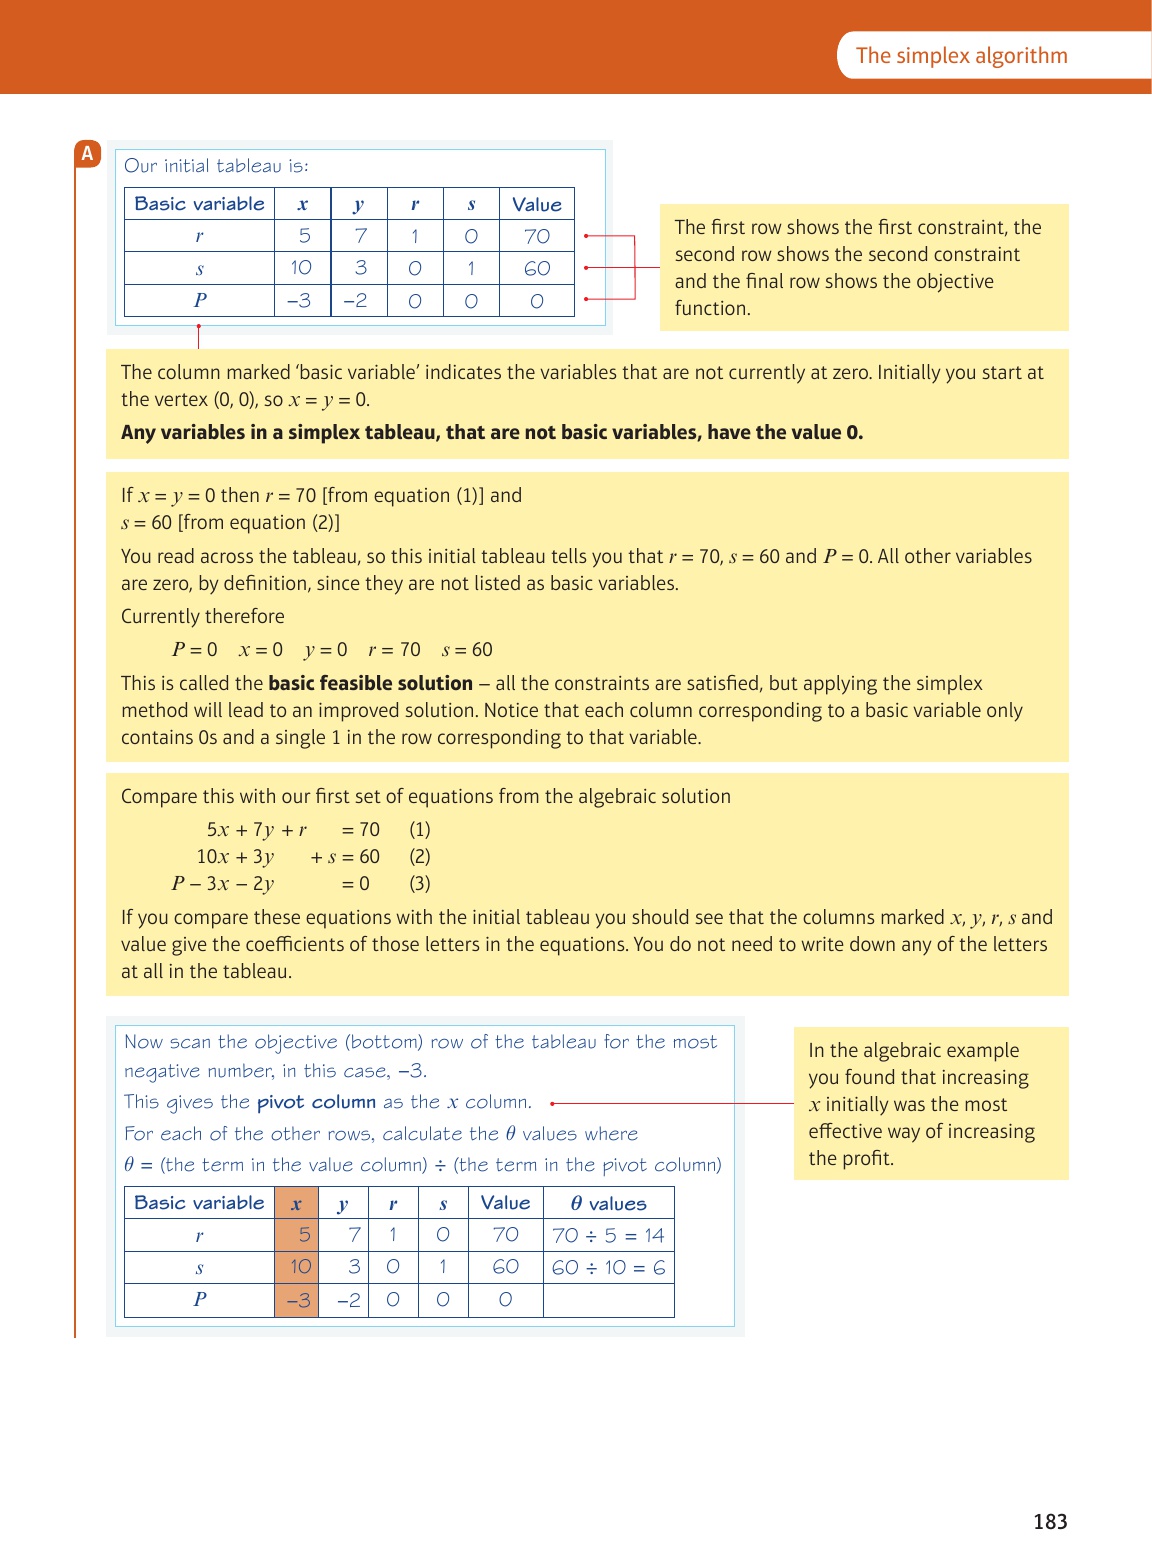 The simplex algorithm
A
Our initial tableau is:
Basic variable x y r s Value
r 5 7 1 0 70
s 10 3 0 1 60
P −3 −2 0 0 0
The first row shows the first constraint, the
second row shows the second constraint
and the final row shows the objective
function.
The column marked ‘basic variable’ indicates the variables that are not currently at zero. Initially you start at
the vertex (0, 0), so x = y = 0.
Any variables in a simplex tableau, that are not basic variables, have the value 0.
If x = y = 0 then r = 70 [from equation (1)] and
s = 60 [from equation (2)]
You read across the tableau, so this initial tableau tells you that r = 70, s = 60 and P = 0. All other variables
are zero, by definition, since they are not listed as basic variables.
Currently therefore
P = 0 x = 0 y = 0 r = 70 s = 60
This is called the basic feasible solution – all the constraints are satisfied, but applying the simplex
method will lead to an improved solution. Notice that each column corresponding to a basic variable only
contains 0s and a single 1 in the row corresponding to that variable.
Compare this with our first set of equations from the algebraic solution
5x + 7y + r = 70 (1)
10x + 3y + s = 60 (2)
P − 3x − 2y = 0 (3)
If you compare these equations with the initial tableau you should see that the columns marked x, y, r, s and
value give the coefficients of those letters in the equations. You do not need to write down any of the letters
at all in the tableau.
Now scan the objective (bottom) row of the tableau for the most
negative number, in this case, −3.
This gives the pivot column as the x column.
For each of the other rows, calculate the θ values where
θ = (the term in the value column) ÷ (the term in the pivot column)
Basic variable x y r s Value θ values
r 5 7 1 0 70 70 ÷ 5 = 14
s 10 3 0 1 60 60 ÷ 10 = 6
P −3 −2 0 0 0
In the algebraic example
you found that increasing
x initially was the most
effective way of increasing
the profit.
183